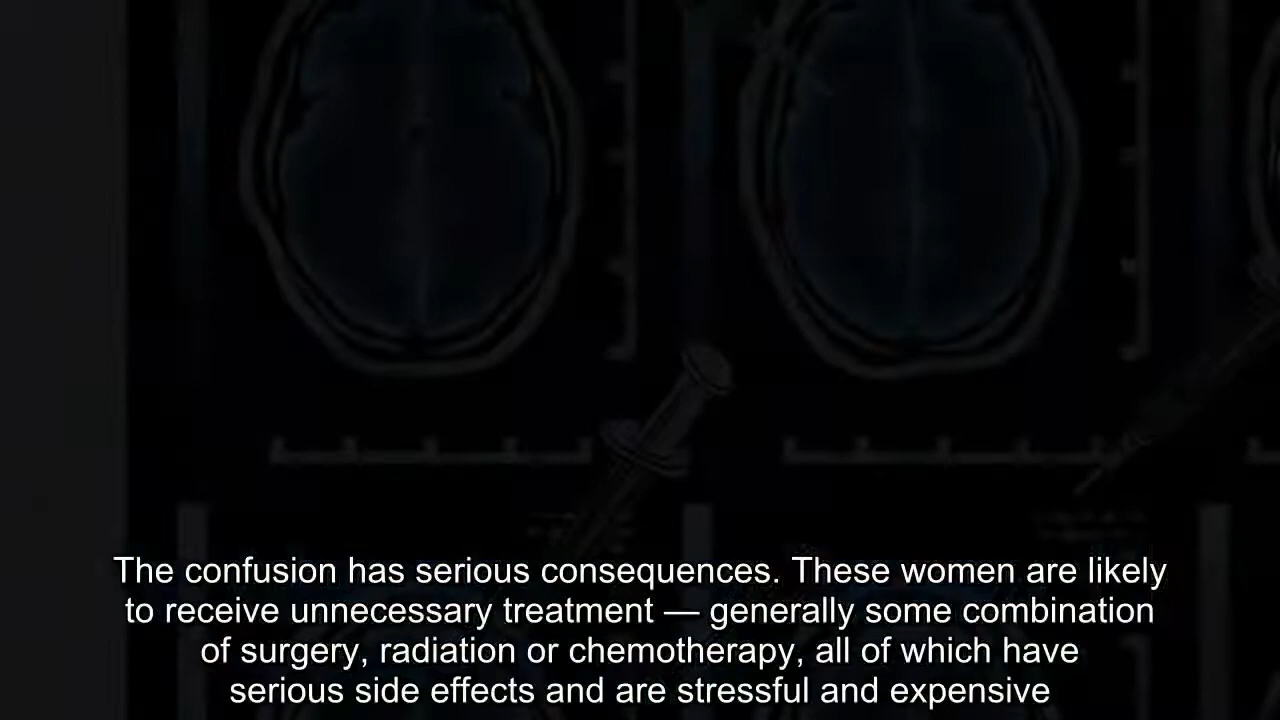 The confusion has serious consequences. These women are likely
to receive unnecessary treatment — generally some combination
of surgery, radiation or chemotherapy, all of which have
serious side effects and are stressful and expensive